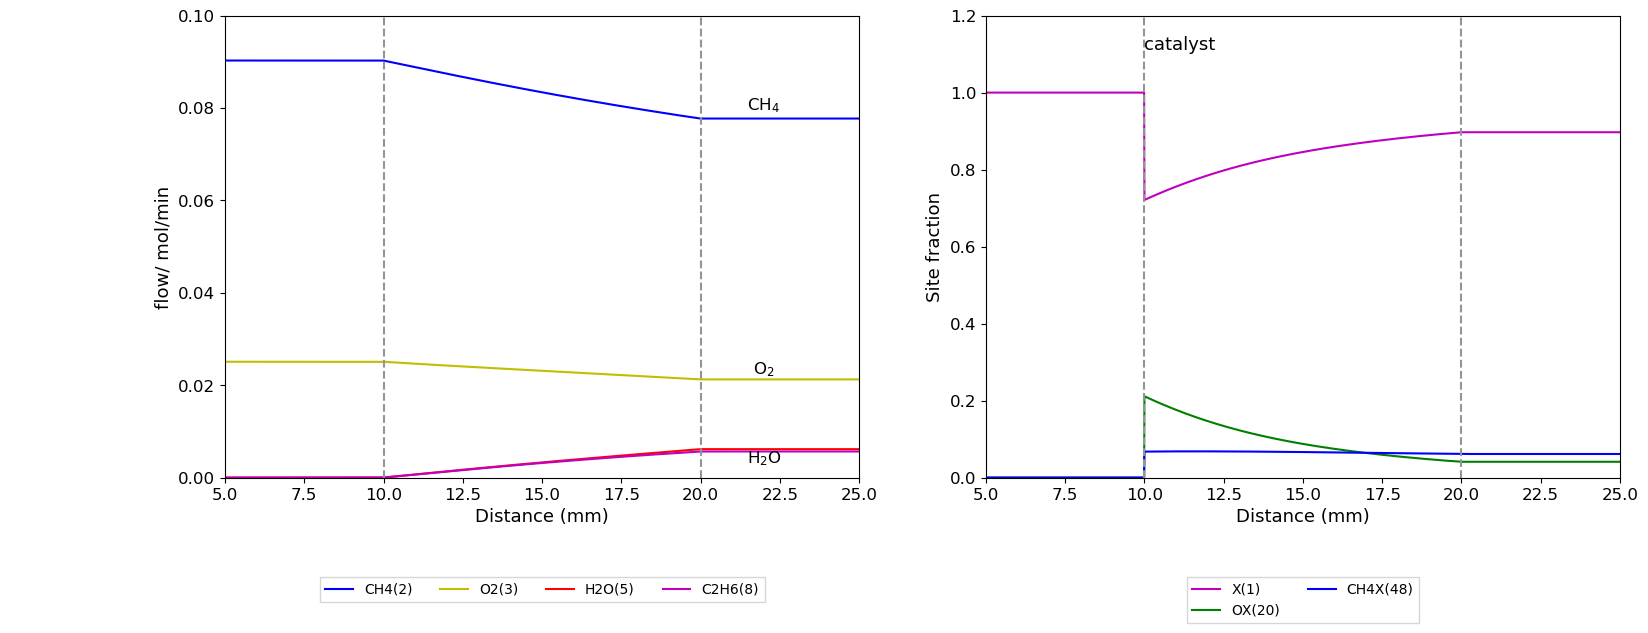 flow/ mol/min
0.10
0.08
0.06
0.04
0.02
0.00
CH₄
O₂
H₂O
5.0 7.5 10.0 12.5 15.0 17.5 20.0 22.5 25.0
Distance (mm)
CH4(2) O2(3) H2O(5) C2H6(8)
Site fraction
1.2
1.0
0.8
0.6
0.4
0.2
0.0
catalyst
5.0 7.5 10.0 12.5 15.0 17.5 20.0 22.5 25.0
Distance (mm)
X(1) CH4X(48)
OX(20)